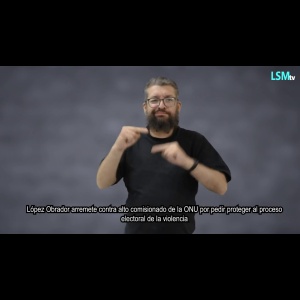 LSMtv
López Obrador arremete contra alto comisionado de la ONU por pedir proteger al proceso
electoral de la violencia